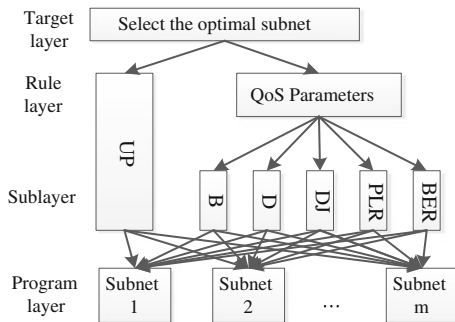 Target
layer
Select the optimal subnet
Rule
layer
QoS Parameters
UP
Sublayer
B
D
DJ
PLR
BER
Program
layer
Subnet
1
Subnet
2
...
Subnet
m